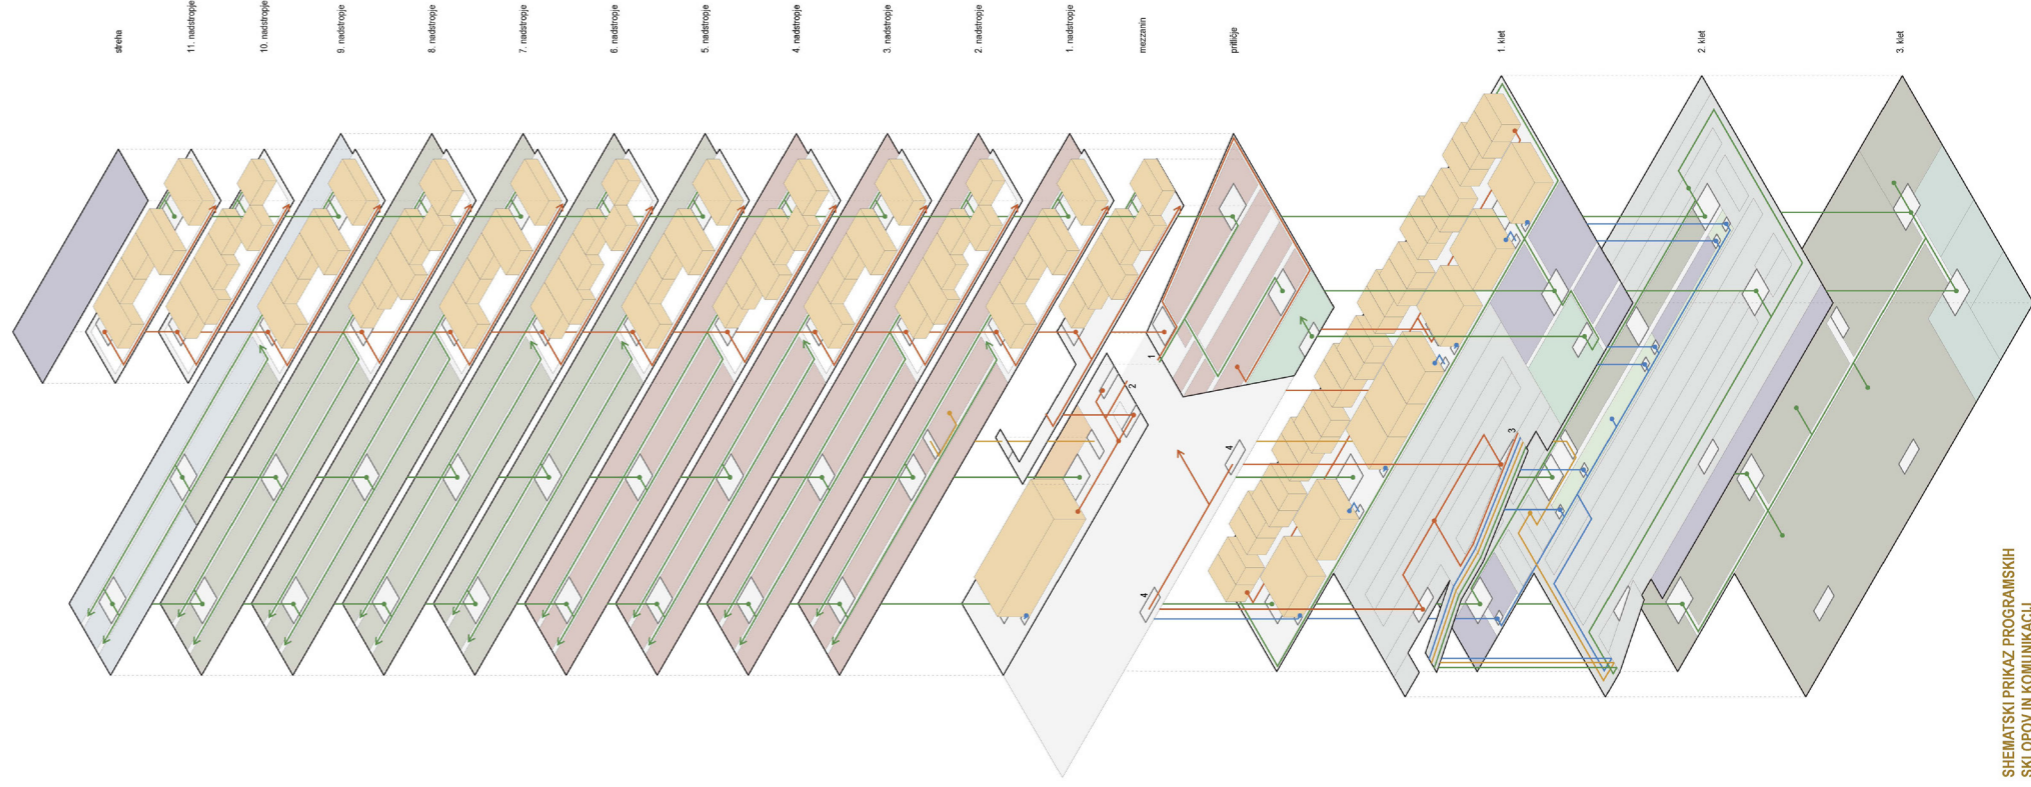 streha
11. nadstropje
10. nadstropje
9. nadstropje
8. nadstropje
7. nadstropje
6. nadstropje
5. nadstropje
4. nadstropje
3. nadstropje
2. nadstropje
1. nadstropje
mezzanin
pritličje
1. klet
2. klet
3. klet
1
2
3
4
4
SHEMATSKI PRIKAZ PROGRAMSKIH
SKLOPOV IN KOMUNIKACIJ